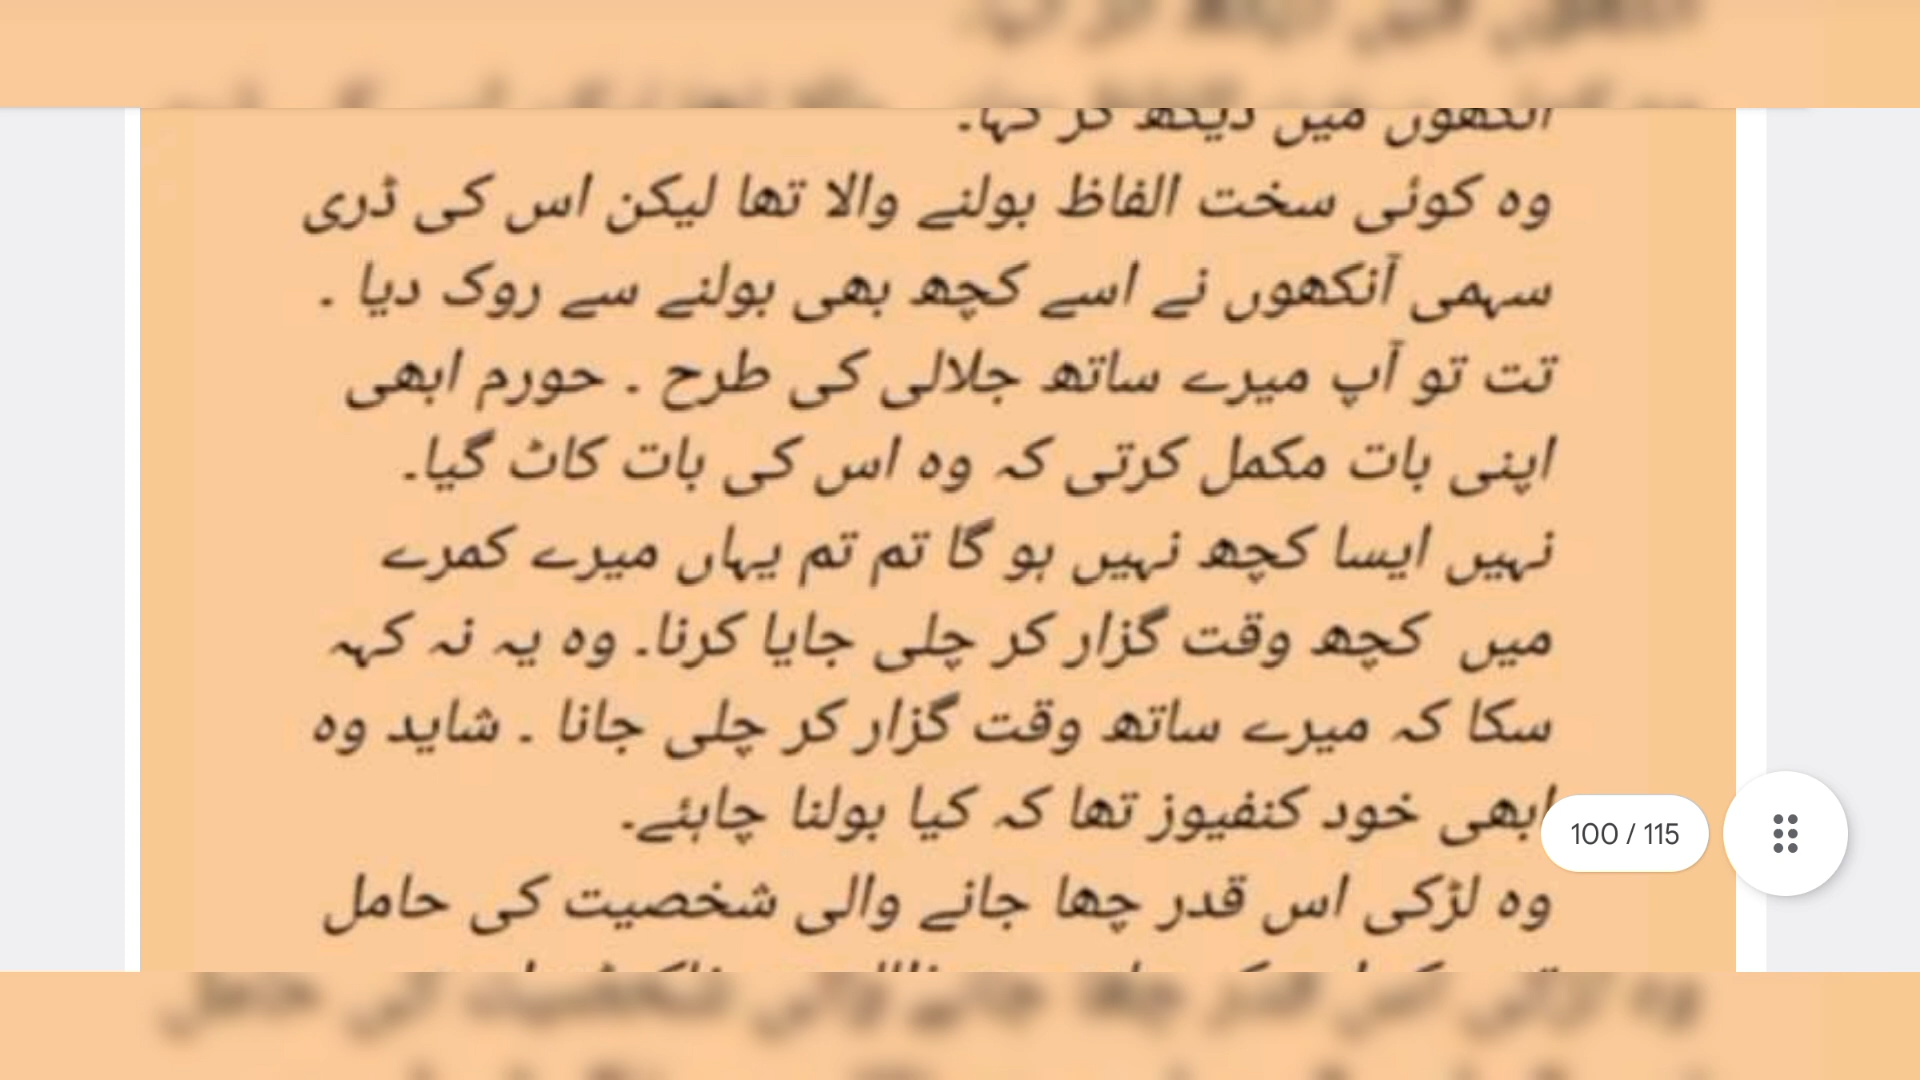 آنکھوں میں دیکھ کر کہا۔
وہ کوئی سخت الفاظ بولنے والا تھا لیکن اس کی ڈری
سہمی آنکھوں نے اسے کچھ بھی بولنے سے روک دیا ۔
تت تو آپ میرے ساتھ جلالی کی طرح ۔ حورم ابھی
اپنی بات مکمل کرتی کہ وہ اس کی بات کاٹ گیا۔
نہیں ایسا کچھ نہیں ہو گا تم تم یہاں میرے کمرے
میں کچھ وقت گزار کر چلی جایا کرنا۔ وہ یہ نہ کہہ
سکا کہ میرے ساتھ وقت گزار کر چلی جانا ۔ شاید وہ
ابھی خود کنفیوز تھا کہ کیا بولنا چاہئے۔
100 / 115
وہ لڑکی اس قدر چھا جانے والی شخصیت کی حامل